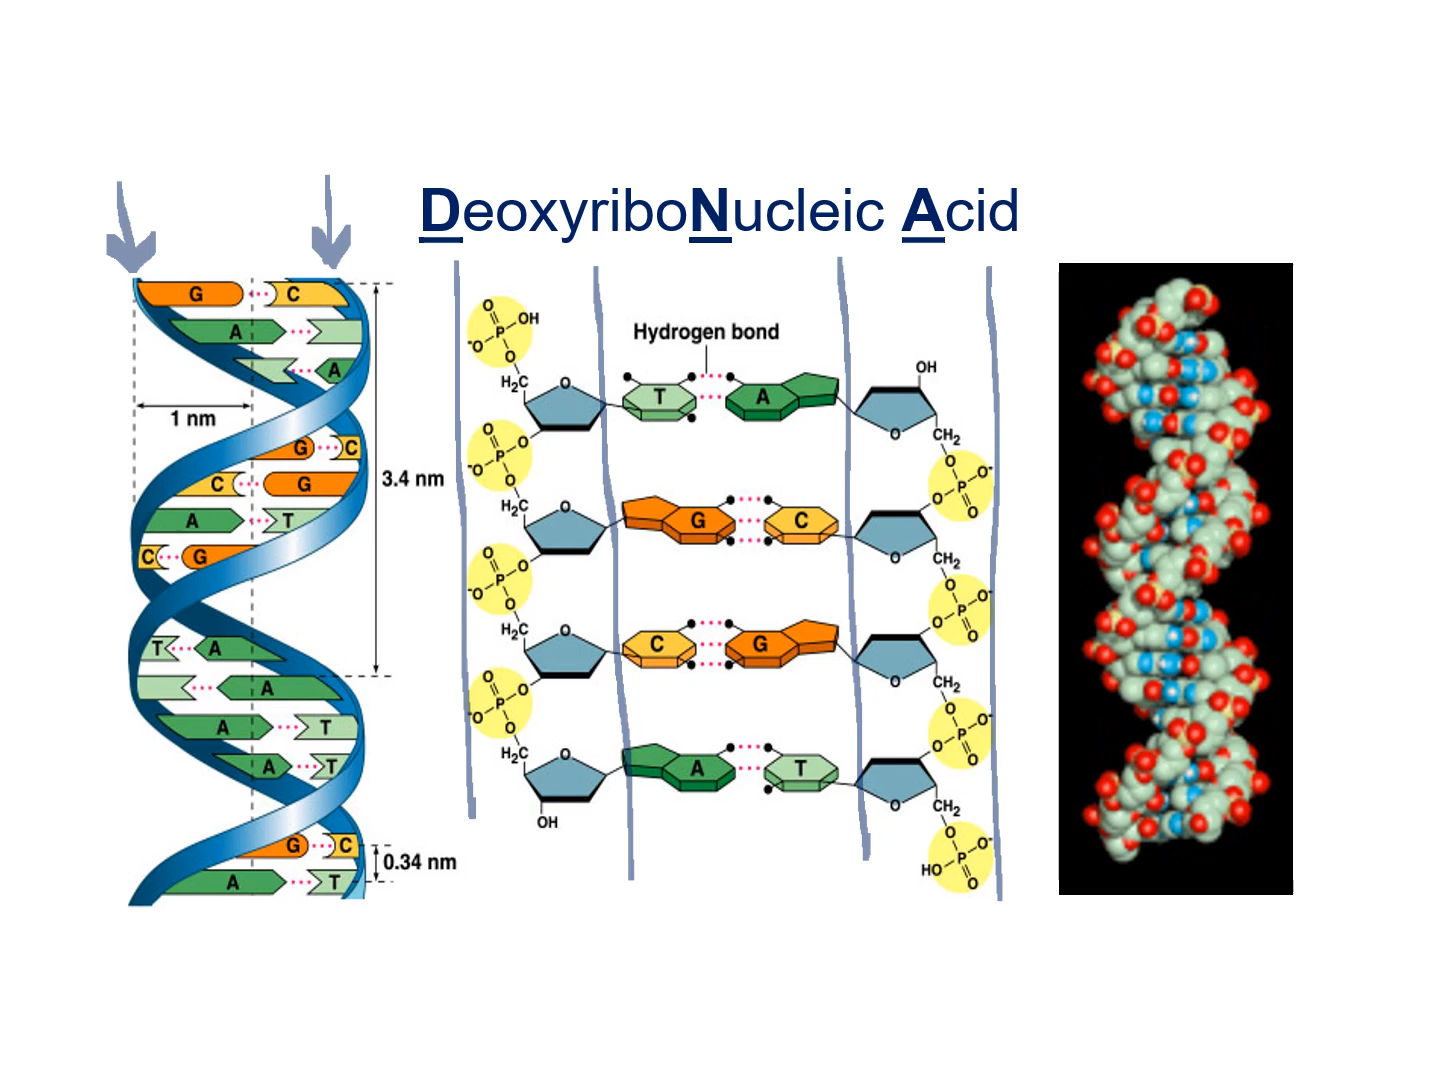 DeoxyriboNucleic Acid
G C
A
A
1 nm
G C
C G
A T
C G
3.4 nm
T A
A
A T
A T
G C
0.34 nm
A T
Hydrogen bond
O
P OH
-O
O
H2C O T A OH
O
O P O
-O
O
CH2
O O-
O P
O
H2C O G C
O
O P O
-O
O
CH2
O O-
O P
O
H2C O C G
O
O P O
-O
O
CH2
O O-
O P
O
H2C O A T
OH
O
CH2
O O-
HO P
O